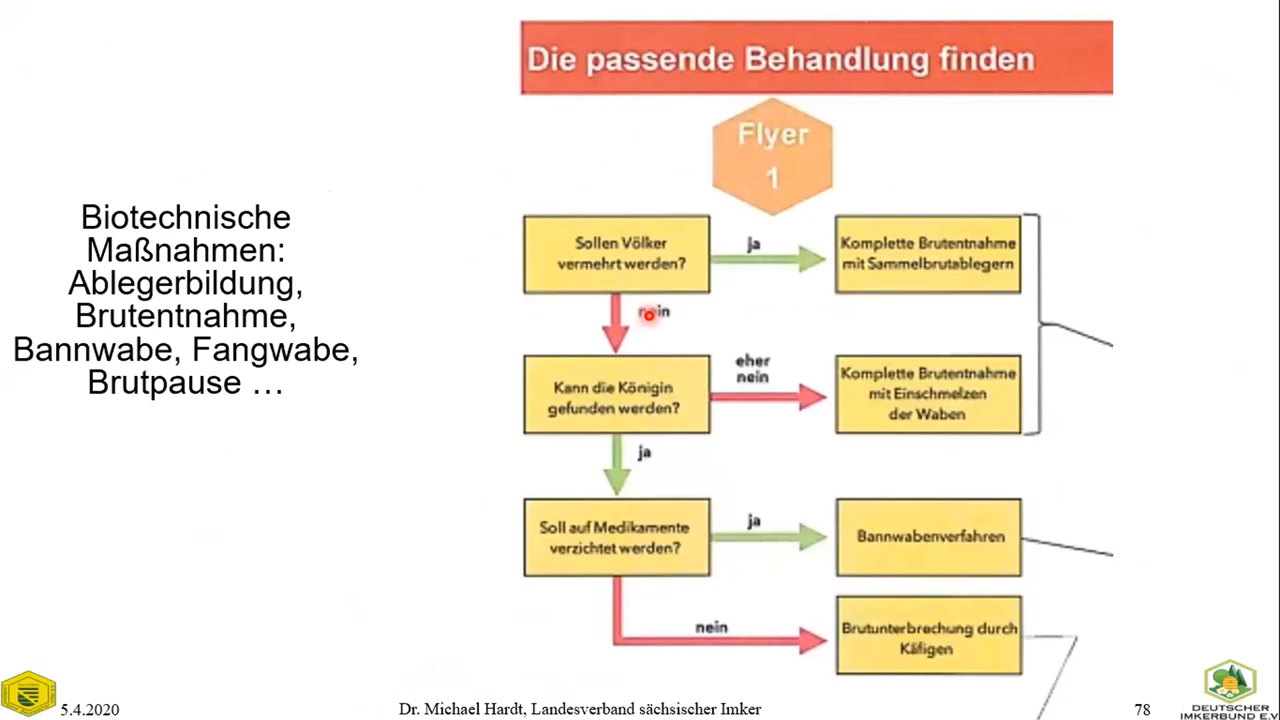 Die passende Behandlung finden
Flyer
1
Biotechnische
Maßnahmen:
Ablegerbildung,
Brutentnahme,
Bannwabe, Fangwabe,
Brutpause …
Sollen Völker
vermehrt werden?
ja
Komplette Brutentnahme
mit Sammelbrutablegern
nein
Kann die Königin
gefunden werden?
eher
nein
Komplette Brutentnahme
mit Einschmelzen
der Waben
ja
Soll auf Medikamente
verzichtet werden?
ja
Bannwabenverfahren
nein
Brutunterbrechung durch
Käfigen
5.4.2020
Dr. Michael Hardt, Landesverband sächsischer Imker
78
DEUTSCHER
IMKERBUND E.V.